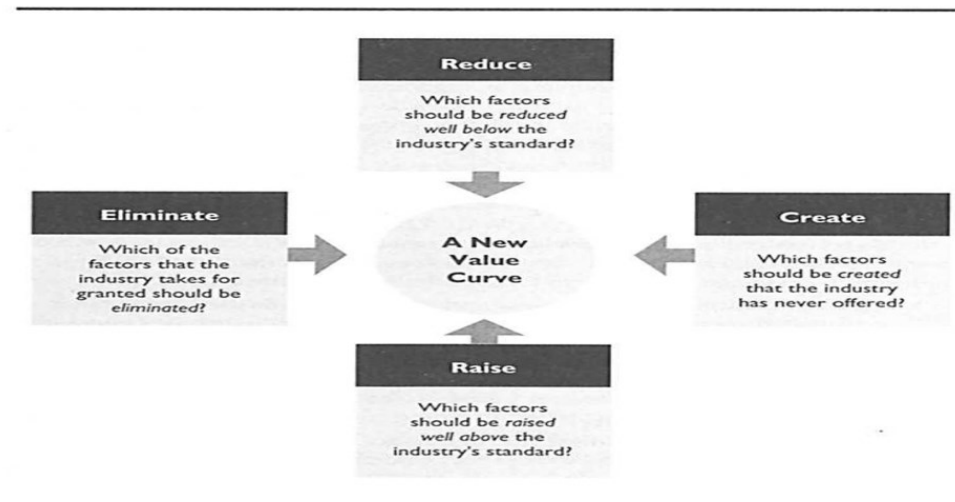 Reduce
Which factors
should be reduced
well below the
industry's standard?
Eliminate
Which of the
factors that the
industry takes for
granted should be
eliminated?
A New
Value
Curve
Create
Which factors
should be created
that the industry
has never offered?
Raise
Which factors
should be raised
well above the
industry's standard?